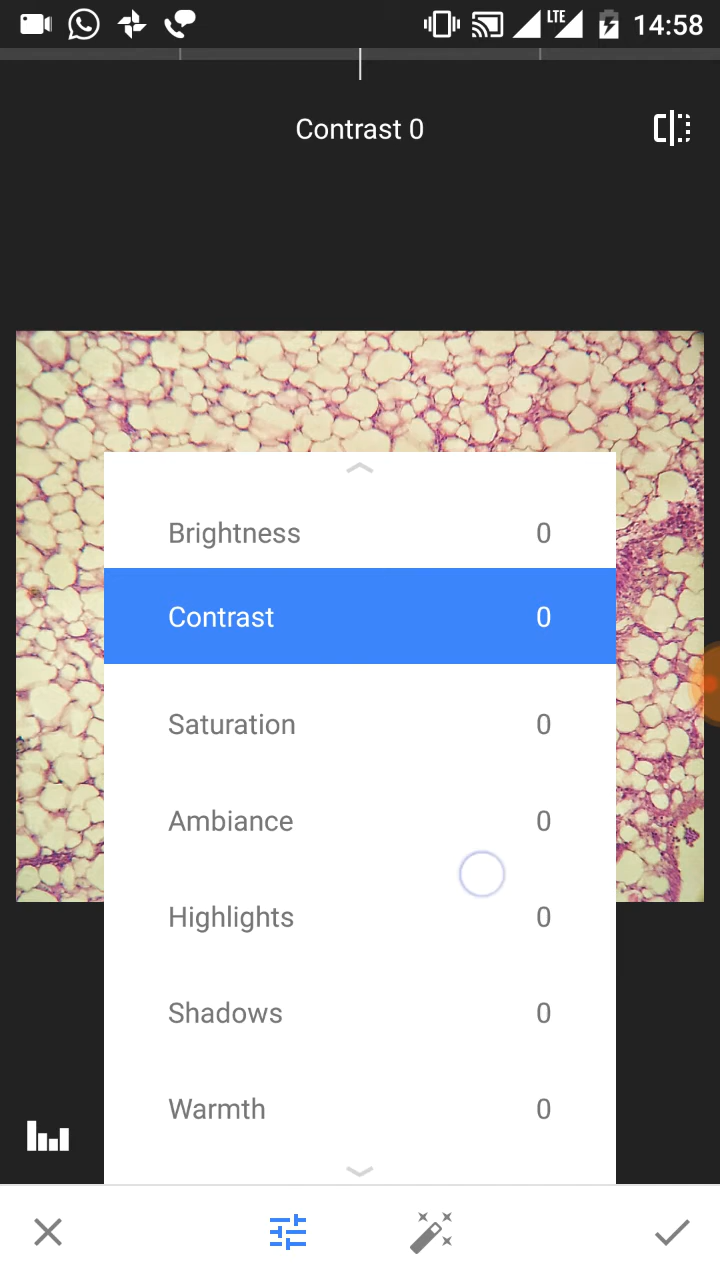 LTE 14:58
Contrast 0
Brightness 0
Contrast 0
Saturation 0
Ambiance 0
Highlights 0
Shadows 0
Warmth 0